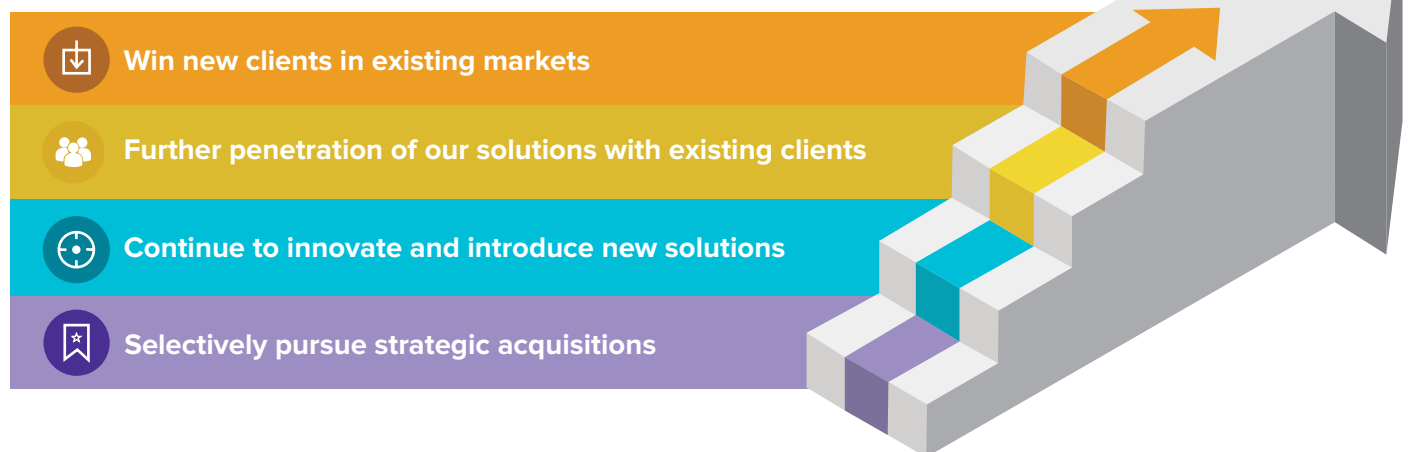 Win new clients in existing markets
Further penetration of our solutions with existing clients
Continue to innovate and introduce new solutions
Selectively pursue strategic acquisitions